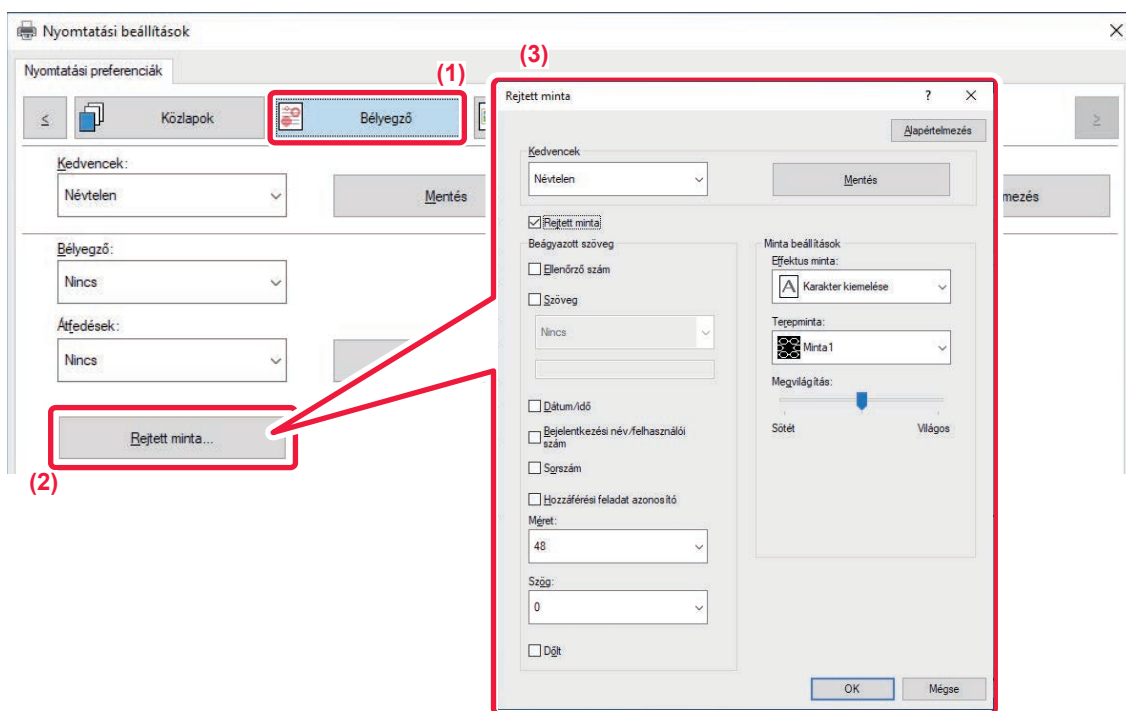 Nyomtatási beállítások
Nyomtatási preferenciák
(1)
<
Közlapok
Bélyegző
>
Kedvencek:
Névtelen
Mentés
mezés
Bélyegző:
Nincs
Átfedések:
Nincs
Rejtett minta...
(2)
(3)
Rejtett minta
?
Alapértelmezés
Kedvencek
Névtelen
Mentés
Rejtett minta
Beágyazott szöveg
Ellenőrző szám
Szöveg
Nincs
Dátum/idő
Bejelentkezési név/felhasználói
szám
Sorszám
Hozzáférési feladat azonosító
Méret:
48
Szög:
0
Dőlt
Minta beállítások
Effektus minta:
A Karakter kiemelése
Terepminta:
Minta1
Megvilágítás:
Sötét Világos
OK
Mégse